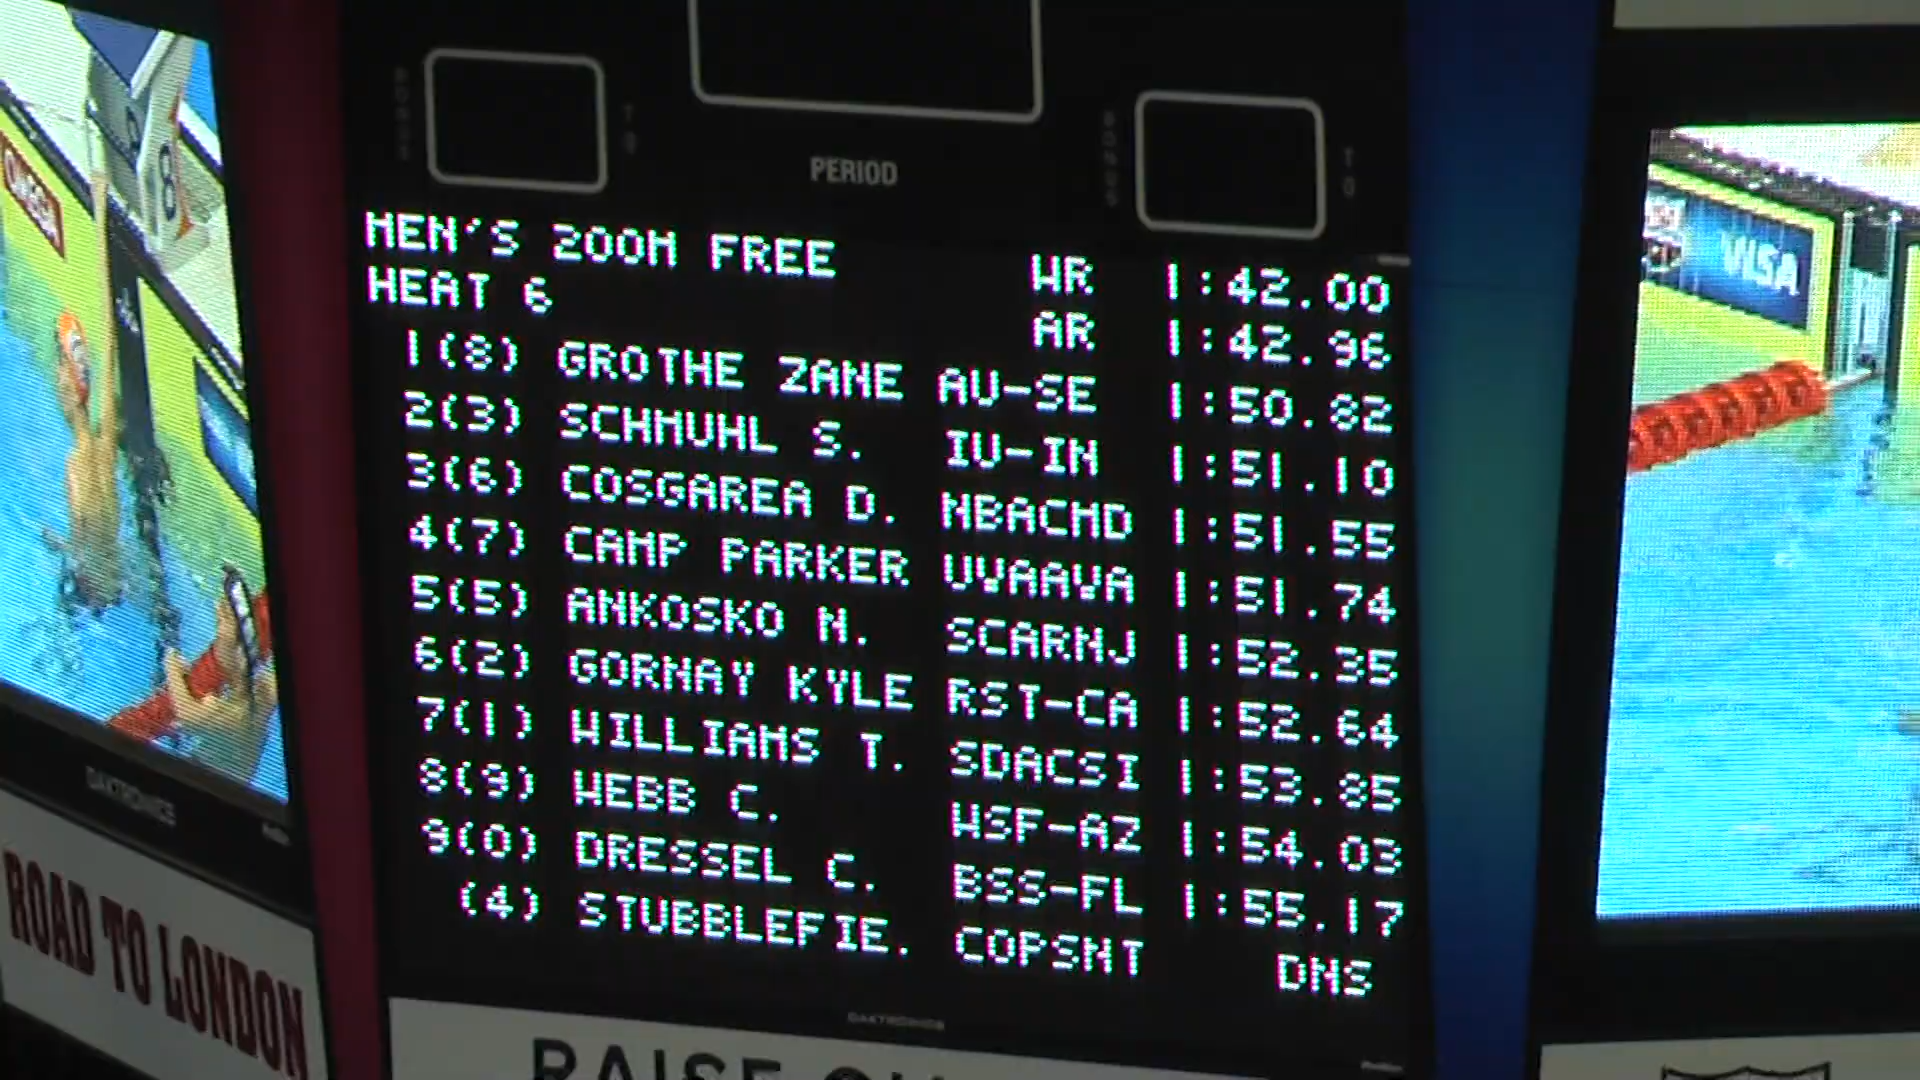 PERIOD
MEN'S 200M FREE WR 1:42.00
HEAT 6 AR 1:42.96
1(8) GROTHE ZANE AU-SE 1:50.82
2(3) SCHMUHL S. IU-IN 1:51.10
3(6) COSGAREA D. NBACMD 1:51.55
4(7) CAMP PARKER UVAAVA 1:51.74
5(5) ANKOSKO N. SCARNJ 1:52.35
6(2) GORNAY KYLE RST-CA 1:52.64
7(1) WILLIAMS T. SDACSI 1:53.85
8(9) WEBB C. WSF-AZ 1:54.03
9(0) DRESSEL C. BSS-FL 1:55.17
(4) STUBBLEFIE. COPSNT DNS
DAKTRONICS
DAKTRONICS
ROAD TO LONDON
RAISE
VISA
8